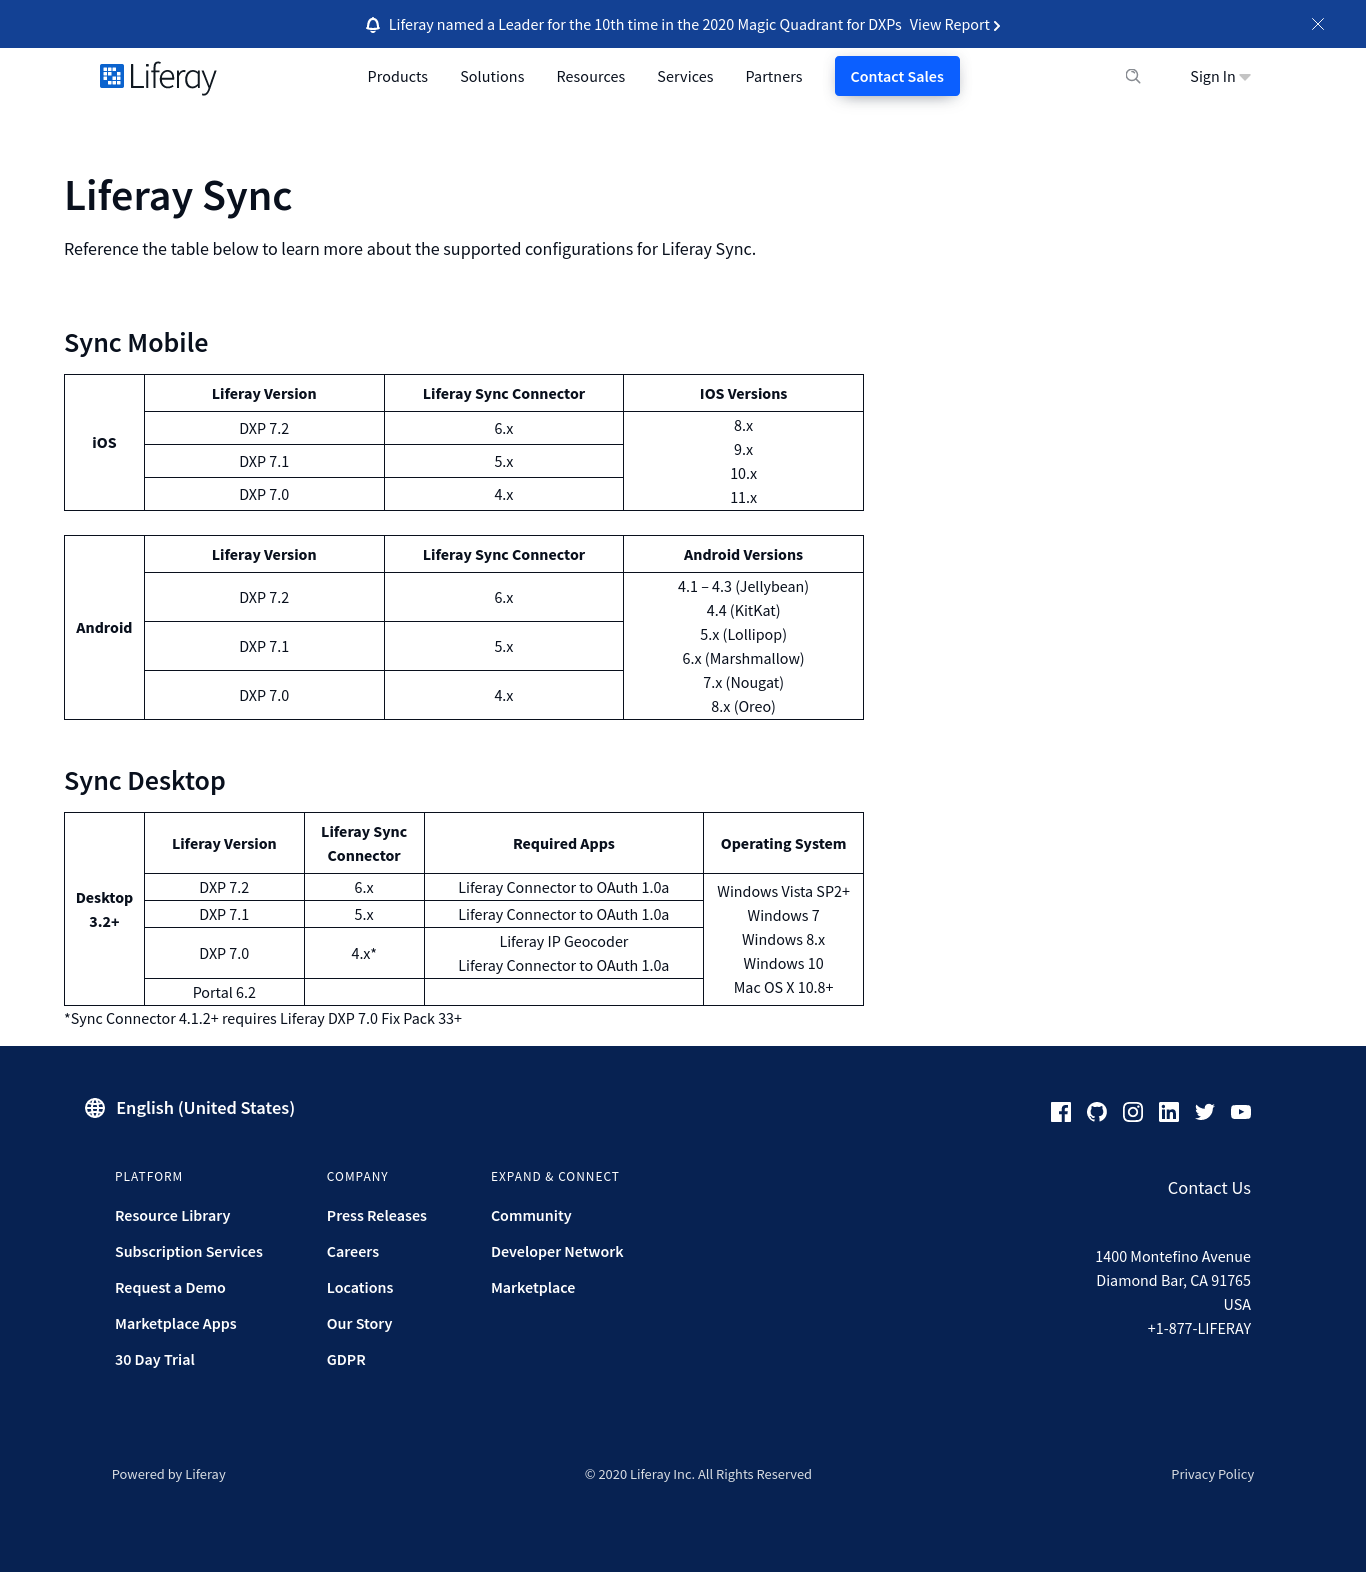 Liferay named a Leader for the 10th time in the 2020 Magic Quadrant for DXPs View Report
Liferay
Products Solutions Resources Services Partners Contact Sales Sign In
Liferay Sync
Reference the table below to learn more about the supported configurations for Liferay Sync.
Sync Mobile
iOS
Liferay Version Liferay Sync Connector IOS Versions
DXP 7.2 6.x
DXP 7.1 5.x
DXP 7.0 4.x
8.x
9.x
10.x
11.x
Android
Liferay Version Liferay Sync Connector Android Versions
DXP 7.2 6.x
DXP 7.1 5.x
DXP 7.0 4.x
4.1 – 4.3 (Jellybean)
4.4 (KitKat)
5.x (Lollipop)
6.x (Marshmallow)
7.x (Nougat)
8.x (Oreo)
Sync Desktop
Desktop
3.2+
Liferay Version
Liferay Sync
Connector
Required Apps
Operating System
DXP 7.2 6.x Liferay Connector to OAuth 1.0a
DXP 7.1 5.x Liferay Connector to OAuth 1.0a
DXP 7.0 4.x*
Liferay IP Geocoder
Liferay Connector to OAuth 1.0a
Portal 6.2
Windows Vista SP2+
Windows 7
Windows 8.x
Windows 10
Mac OS X 10.8+
*Sync Connector 4.1.2+ requires Liferay DXP 7.0 Fix Pack 33+
English (United States)
PLATFORM
Resource Library
Subscription Services
Request a Demo
Marketplace Apps
30 Day Trial
COMPANY
Press Releases
Careers
Locations
Our Story
GDPR
EXPAND & CONNECT
Community
Developer Network
Marketplace
Contact Us
1400 Montefino Avenue
Diamond Bar, CA 91765
USA
+1-877-LIFERAY
Powered by Liferay
© 2020 Liferay Inc. All Rights Reserved
Privacy Policy